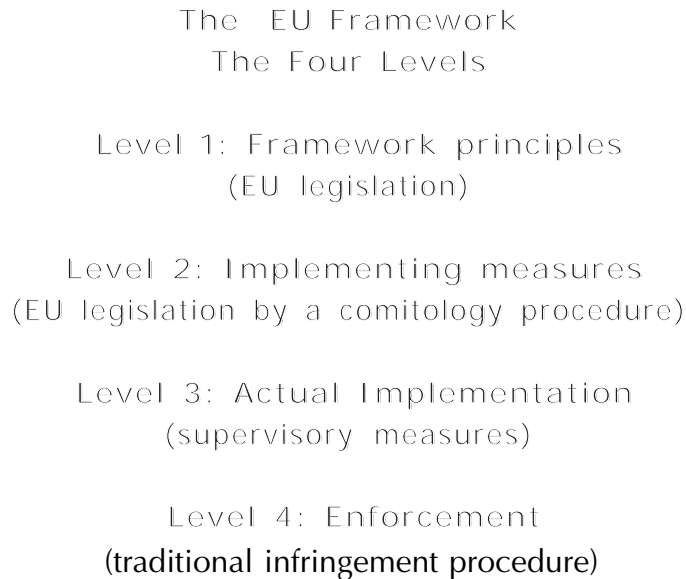 The EU Framework
The Four Levels
Level 1: Framework principles
(EU legislation)
Level 2: Implementing measures
(EU legislation by a comitology procedure)
Level 3: Actual Implementation
(supervisory measures)
Level 4: Enforcement
(traditional infringement procedure)